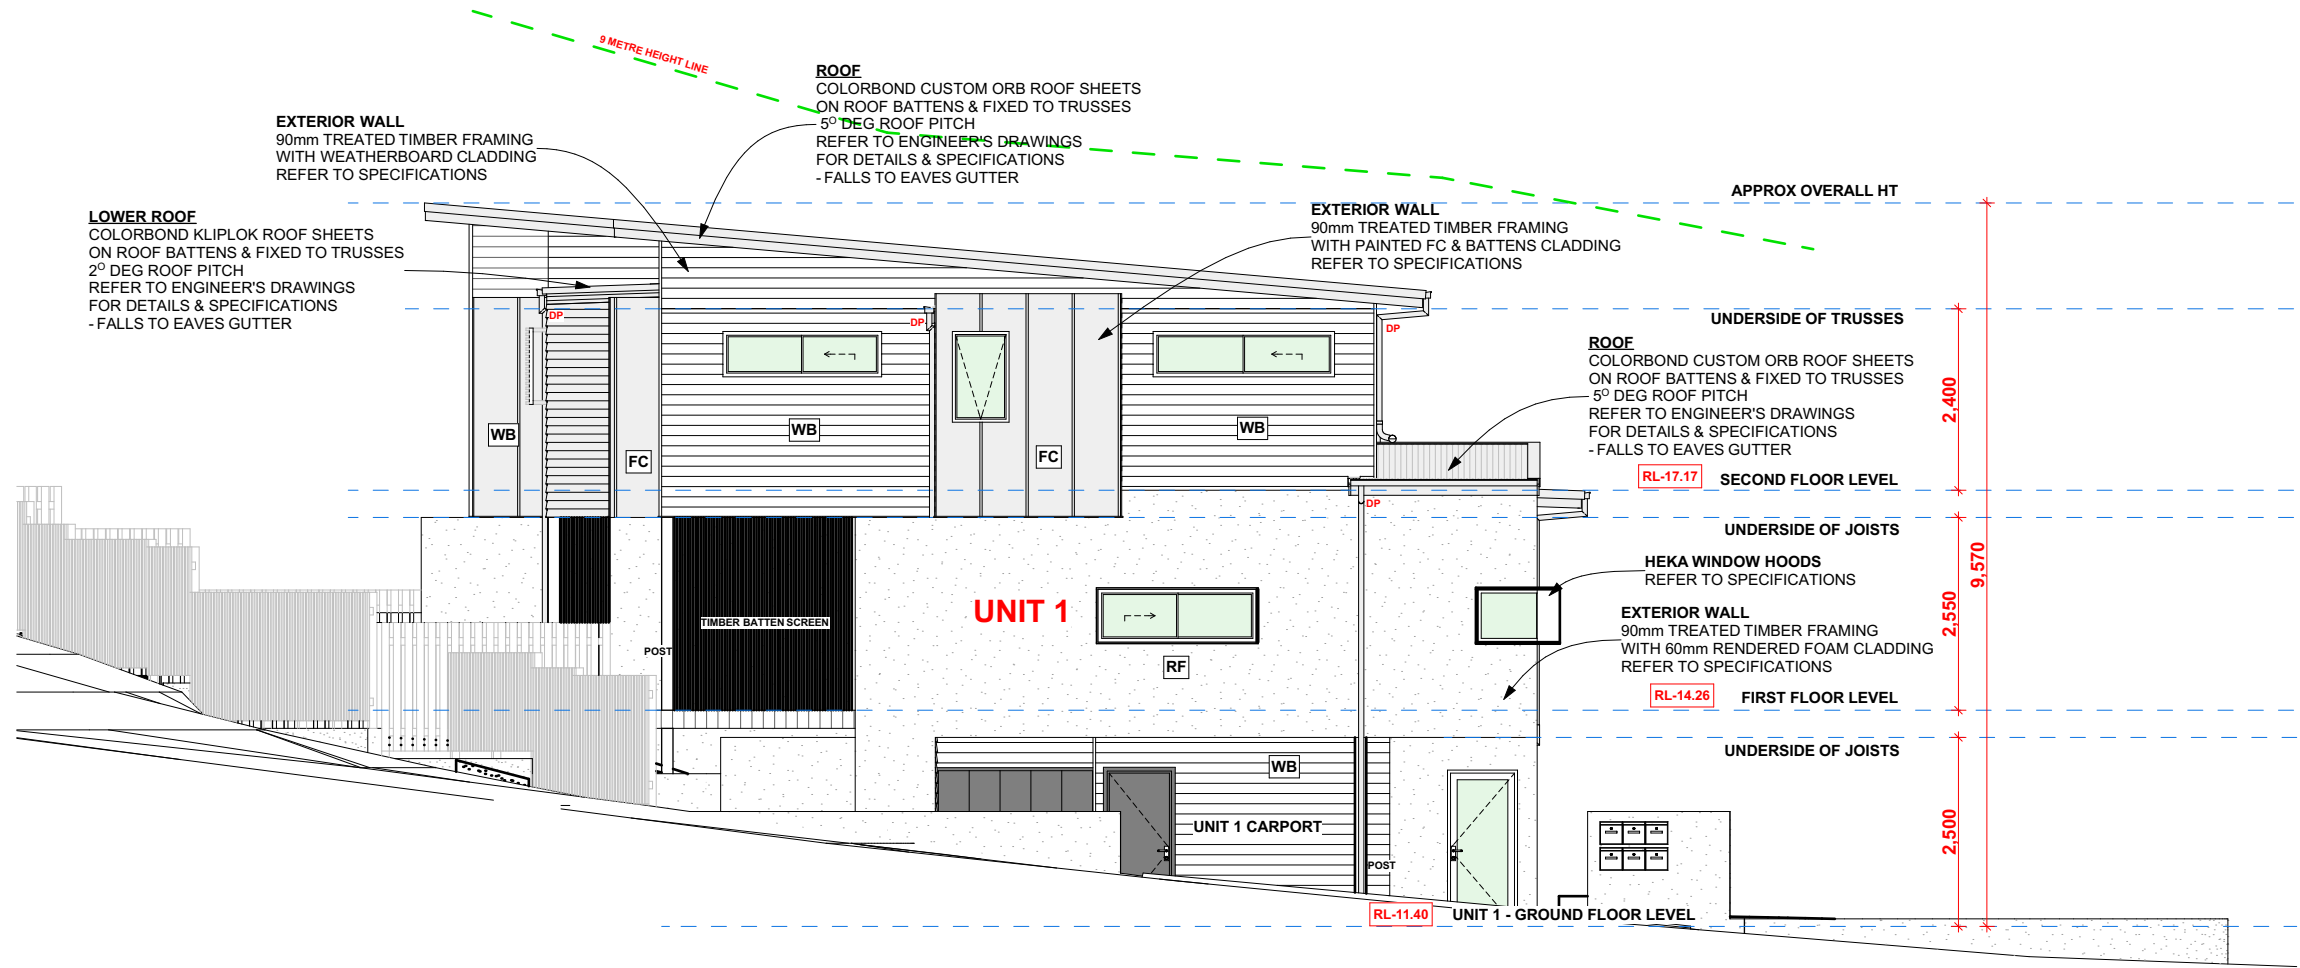 9 METRE HEIGHT LINE
ROOF
COLORBOND CUSTOM ORB ROOF SHEETS
ON ROOF BATTENS & FIXED TO TRUSSES
5° DEG ROOF PITCH
REFER TO ENGINEER'S DRAWINGS
FOR DETAILS & SPECIFICATIONS
- FALLS TO EAVES GUTTER
EXTERIOR WALL
90mm TREATED TIMBER FRAMING
WITH WEATHERBOARD CLADDING
REFER TO SPECIFICATIONS
LOWER ROOF
COLORBOND KLIPLOK ROOF SHEETS
ON ROOF BATTENS & FIXED TO TRUSSES
2° DEG ROOF PITCH
REFER TO ENGINEER'S DRAWINGS
FOR DETAILS & SPECIFICATIONS
- FALLS TO EAVES GUTTER
EXTERIOR WALL
90mm TREATED TIMBER FRAMING
WITH PAINTED FC & BATTENS CLADDING
REFER TO SPECIFICATIONS
APPROX OVERALL HT
UNDERSIDE OF TRUSSES
ROOF
COLORBOND CUSTOM ORB ROOF SHEETS
ON ROOF BATTENS & FIXED TO TRUSSES
5° DEG ROOF PITCH
REFER TO ENGINEER'S DRAWINGS
FOR DETAILS & SPECIFICATIONS
- FALLS TO EAVES GUTTER
RL-17.17 SECOND FLOOR LEVEL
UNDERSIDE OF JOISTS
HEKA WINDOW HOODS
REFER TO SPECIFICATIONS
EXTERIOR WALL
90mm TREATED TIMBER FRAMING
WITH 60mm RENDERED FOAM CLADDING
REFER TO SPECIFICATIONS
RL-14.26 FIRST FLOOR LEVEL
UNDERSIDE OF JOISTS
2,400
9,570
2,550
2,500
DP
DP
DP
DP
WB
FC
WB
FC
WB
UNIT 1
TIMBER BATTEN SCREEN
POST
RF
WB
UNIT 1 CARPORT
POST
RL-11.40 UNIT 1 - GROUND FLOOR LEVEL